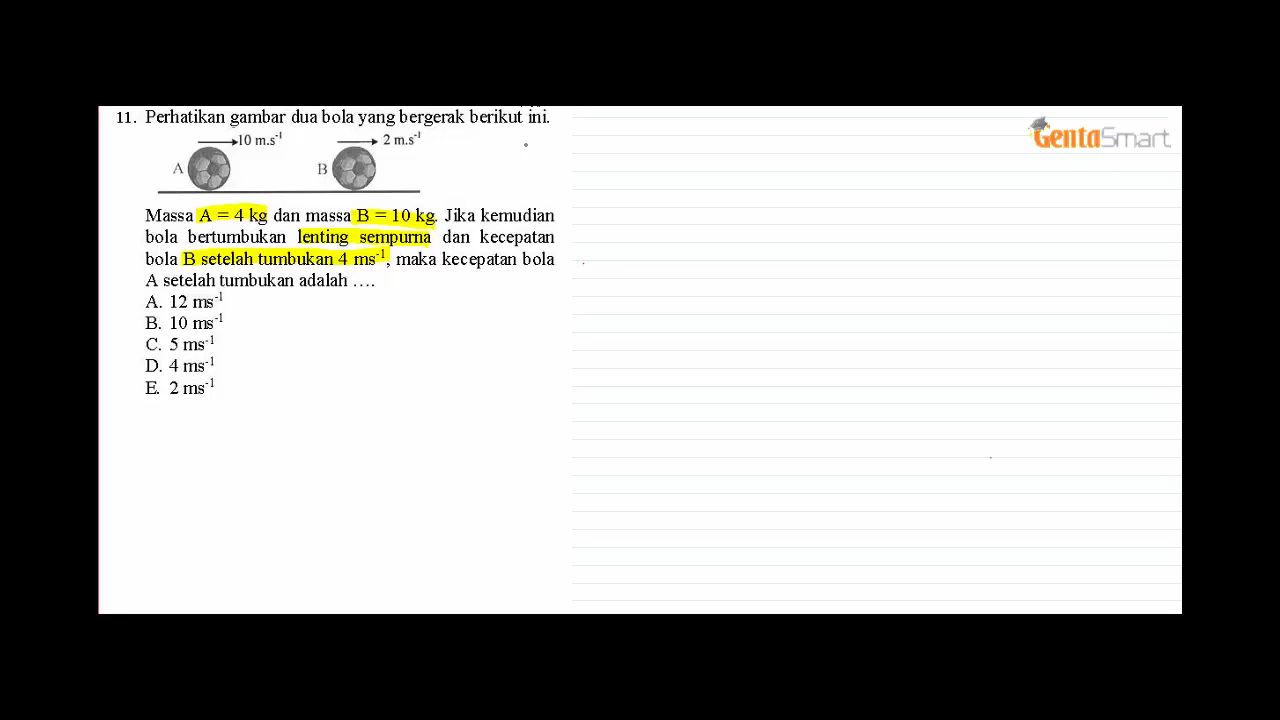 11. Perhatikan gambar dua bola yang bergerak berikut ini.
10 m.s⁻¹ 2 m.s⁻¹
A B
Massa A = 4 kg dan massa B = 10 kg. Jika kemudian
bola bertumbukan lenting sempurna dan kecepatan
bola B setelah tumbukan 4 ms⁻¹, maka kecepatan bola
A setelah tumbukan adalah ….
A. 12 ms⁻¹
B. 10 ms⁻¹
C. 5 ms⁻¹
D. 4 ms⁻¹
E. 2 ms⁻¹
GentaSmart